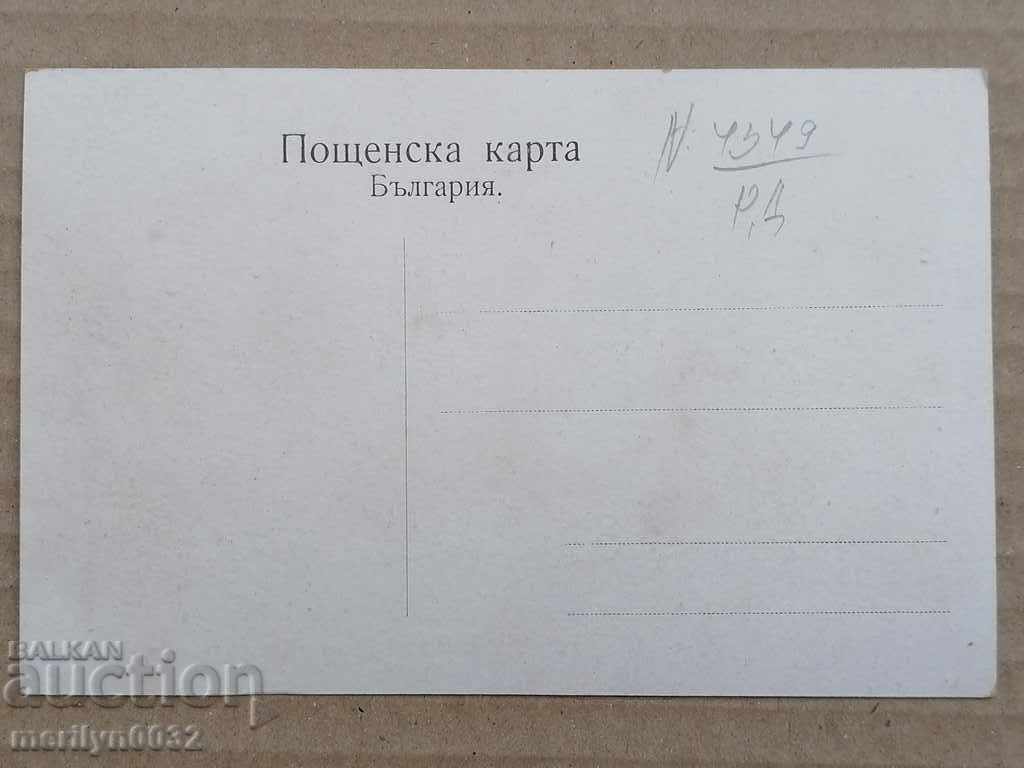 Пощенска карта
България.
N: 4349
Р,Д
BALKAN
auction
merilyn0032